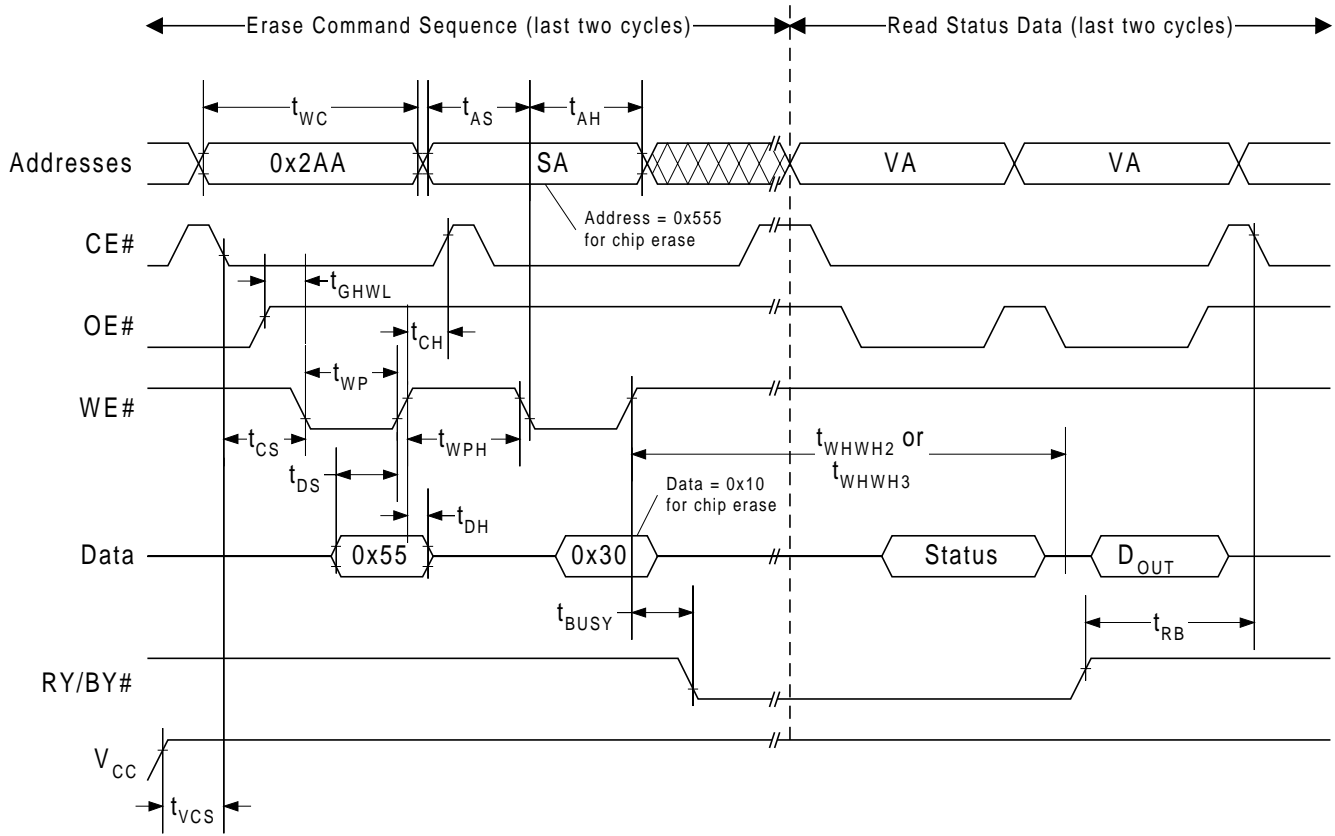 Erase Command Sequence (last two cycles)
Read Status Data (last two cycles)
tWC
tAS
tAH
Addresses
0x2AA
SA
VA
VA
Address = 0x555
for chip erase
CE#
tGHWL
OE#
tCH
tWP
WE#
tCS
tWPH
tWHWH2 or
tWHWH3
tDS
Data = 0x10
for chip erase
tDH
Data
0x55
0x30
Status
DOUT
tBUSY
tRB
RY/BY#
VCC
tVCS